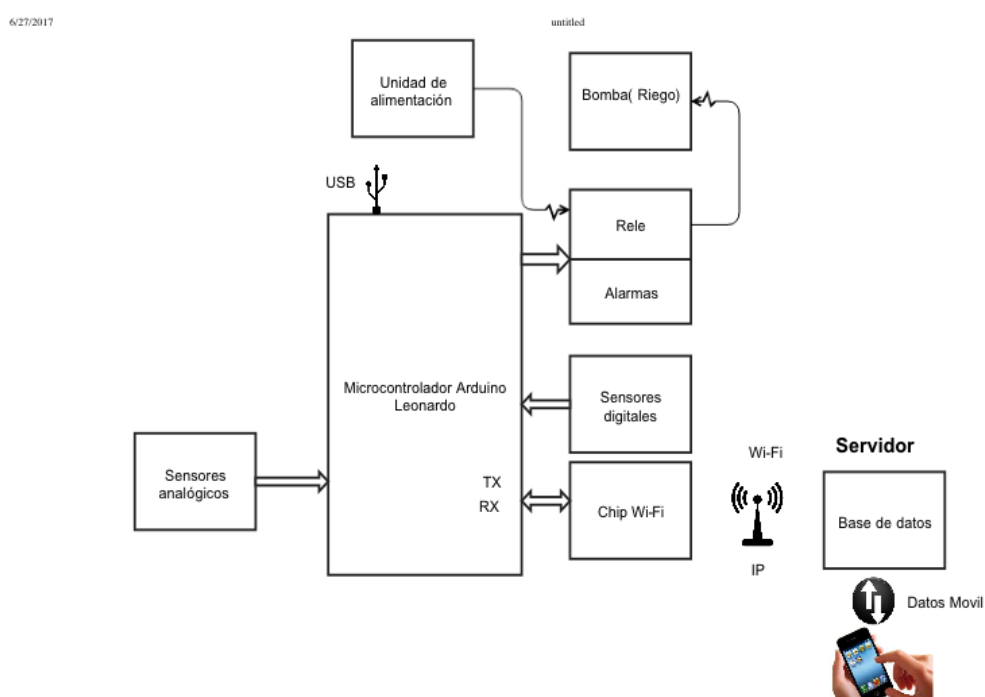 6/27/2017
untitled
Unidad de
alimentación
Bomba( Riego)
USB
Rele
Alarmas
Microcontrolador Arduino
Leonardo
Sensores
digitales
Sensores
analógicos
TX
RX
Chip Wi-Fi
Wi-Fi
IP
Servidor
Base de datos
Datos Movil